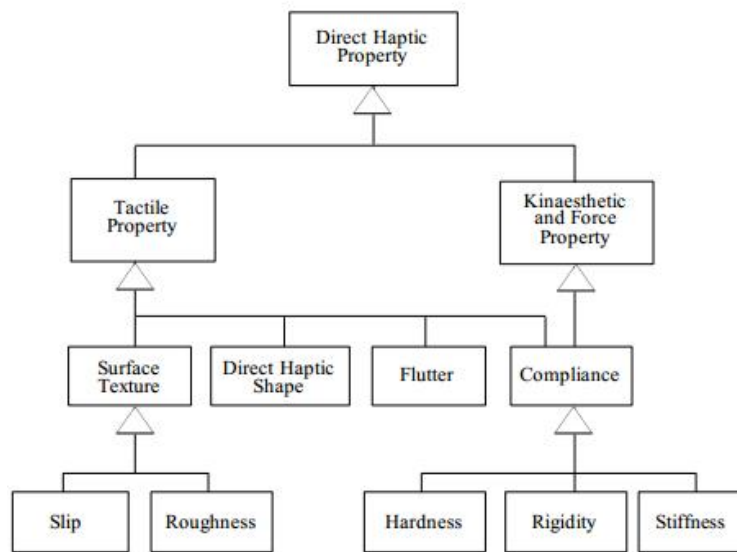 Direct Haptic
Property
Tactile
Property
Kinaesthetic
and Force
Property
Surface
Texture
Direct Haptic
Shape
Flutter
Compliance
Slip
Roughness
Hardness
Rigidity
Stiffness